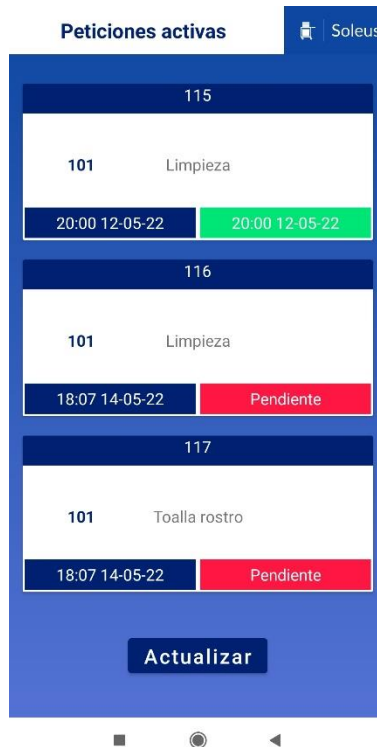 Peticiones activas Soleus
115
101 Limpieza
20:00 12-05-22 20:00 12-05-22
116
101 Limpieza
18:07 14-05-22 Pendiente
117
101 Toalla rostro
18:07 14-05-22 Pendiente
Actualizar